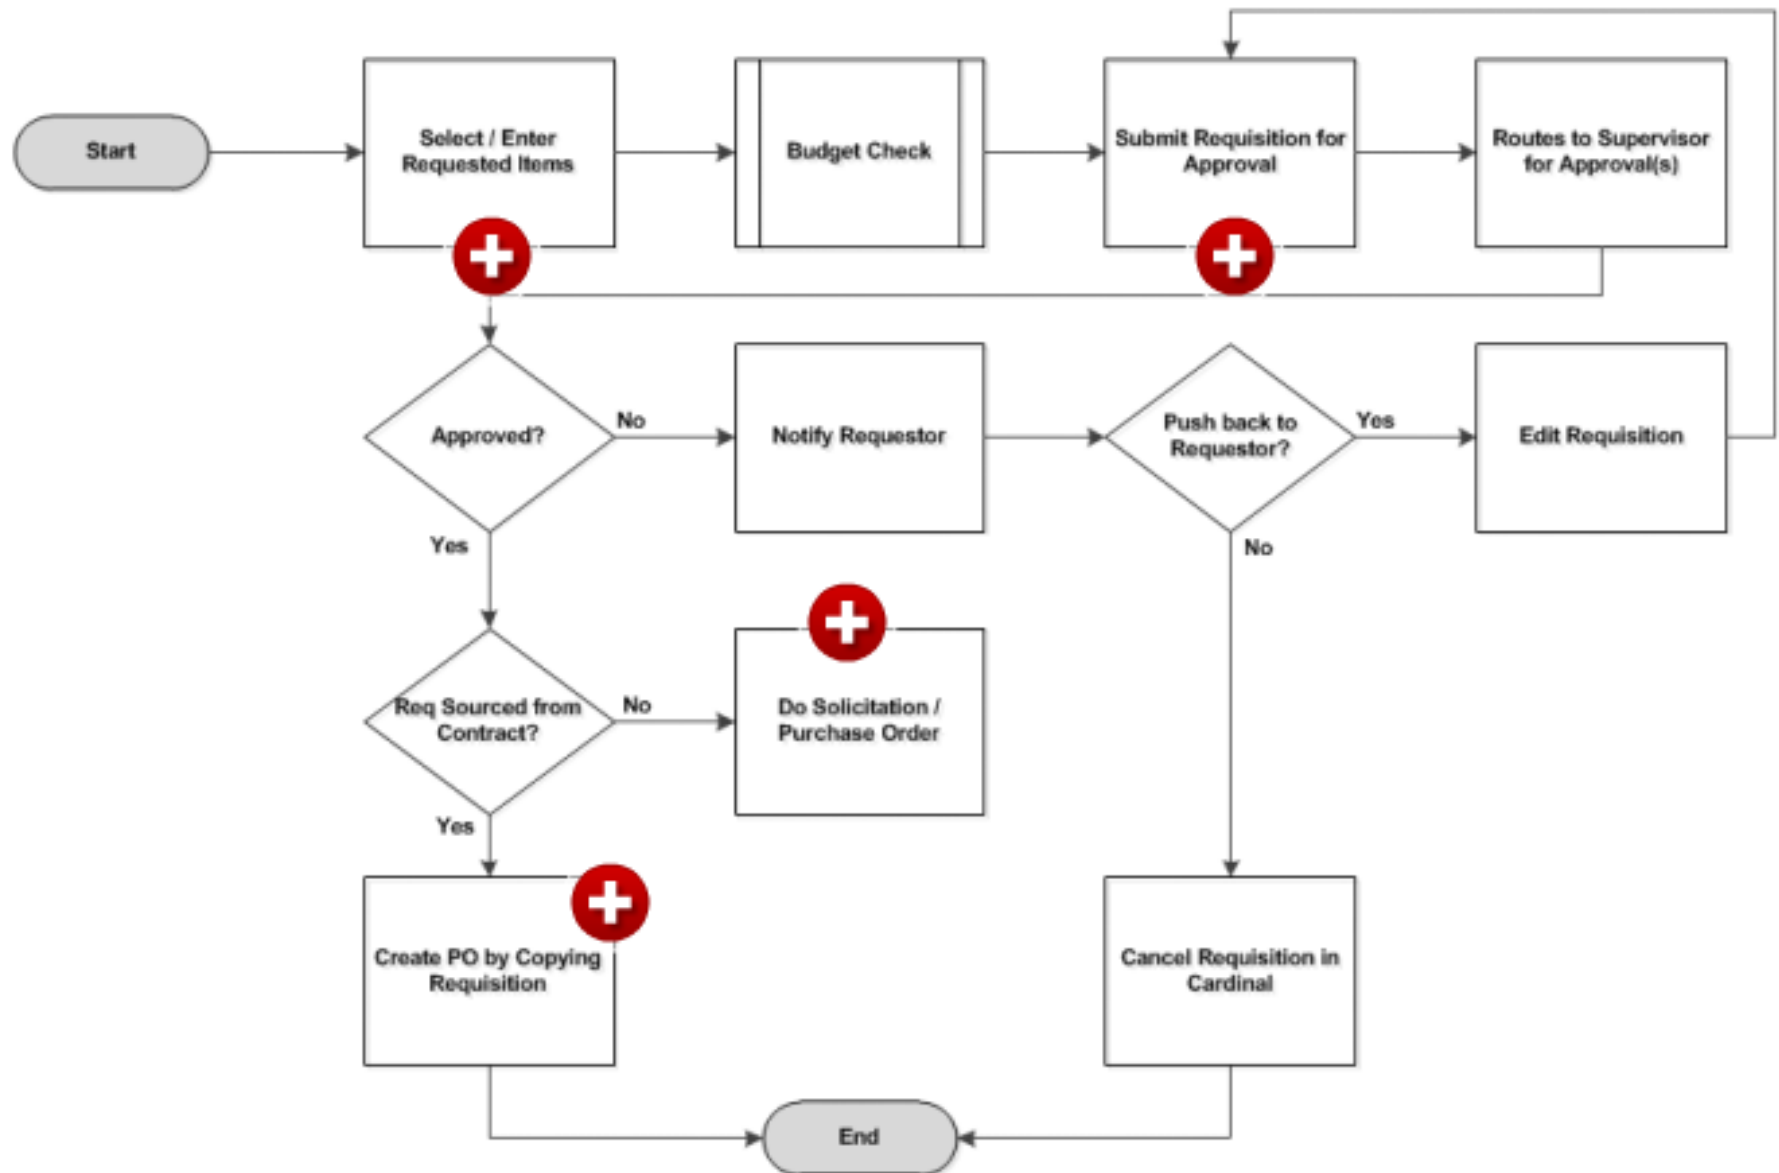 Start
Select / Enter
Requested Items
Budget Check
Submit Requisition for
Approval
Routes to Supervisor
for Approval(s)
Approved?
No
Notify Requestor
Push back to
Requestor?
Yes
Edit Requisition
Yes
No
Req Sourced from
Contract?
No
Do Solicitation /
Purchase Order
Yes
Create PO by Copying
Requisition
Cancel Requisition in
Cardinal
End